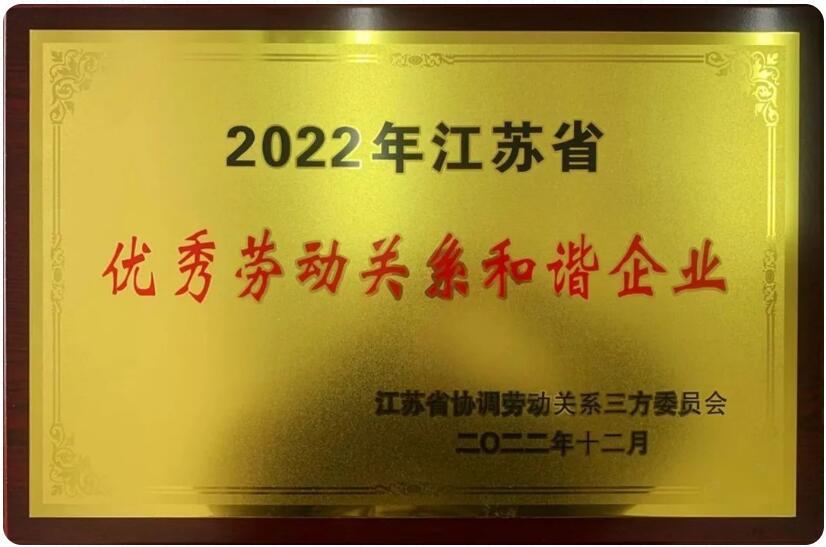 2022年江苏省
优秀劳动关系和谐企业
江苏省协调劳动关系三方委员会
二〇二二年十二月